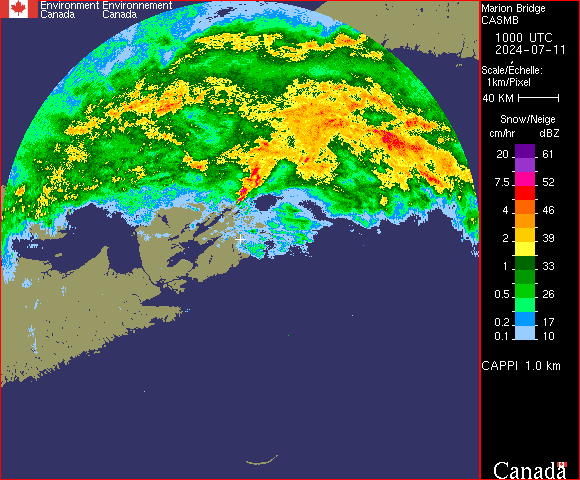 Environment Environnement
Canada Canada
Marion Bridge
CASMB
1000 UTC
2024-07-11
Scale/Échelle:
1km/Pixel
40 KM
Snow/Neige
cm/hr dBZ
20 61
7.5 52
4 46
2 39
1 33
0.5 26
0.2 17
0.1 10
CAPPI 1.0 km
Canada